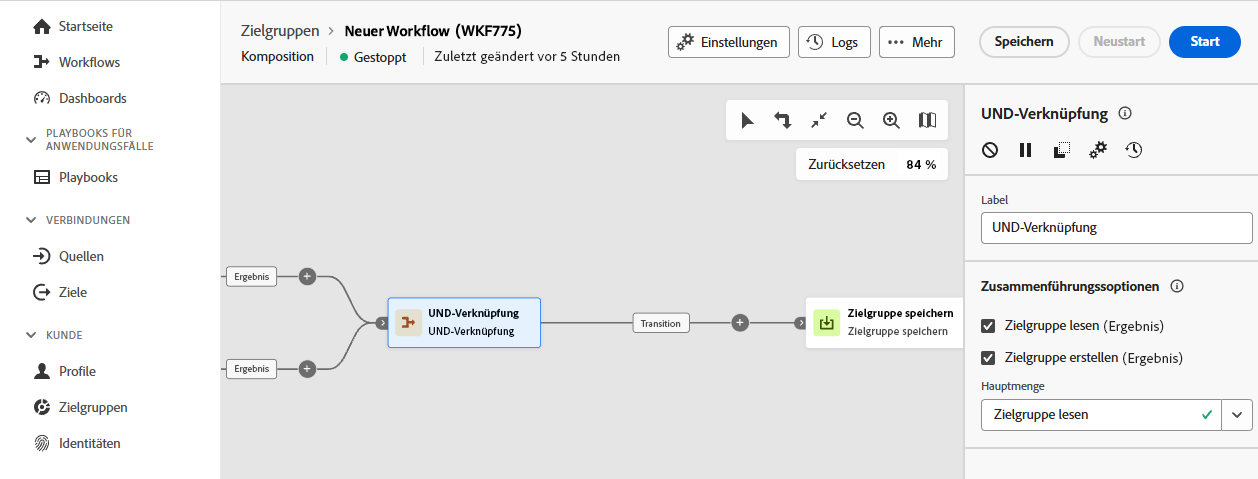 Startseite
Workflows
Dashboards
PLAYBOOKS FÜR
ANWENDUNGSFÄLLE
Playbooks
VERBINDUNGEN
Quellen
Ziele
KUNDE
Profile
Zielgruppen
Identitäten
Zielgruppen > Neuer Workflow (WKF775)
Komposition
Gestoppt
Zuletzt geändert vor 5 Stunden
Einstellungen
Logs
Mehr
Speichern
Neustart
Start
Zurücksetzen 84 %
Ergebnis
Ergebnis
UND-Verknüpfung
UND-Verknüpfung
Transition
Zielgruppe speichern
Zielgruppe speichern
UND-Verknüpfung
Label
UND-Verknüpfung
Zusammenführungssoptionen
Zielgruppe lesen (Ergebnis)
Zielgruppe erstellen (Ergebnis)
Hauptmenge
Zielgruppe lesen